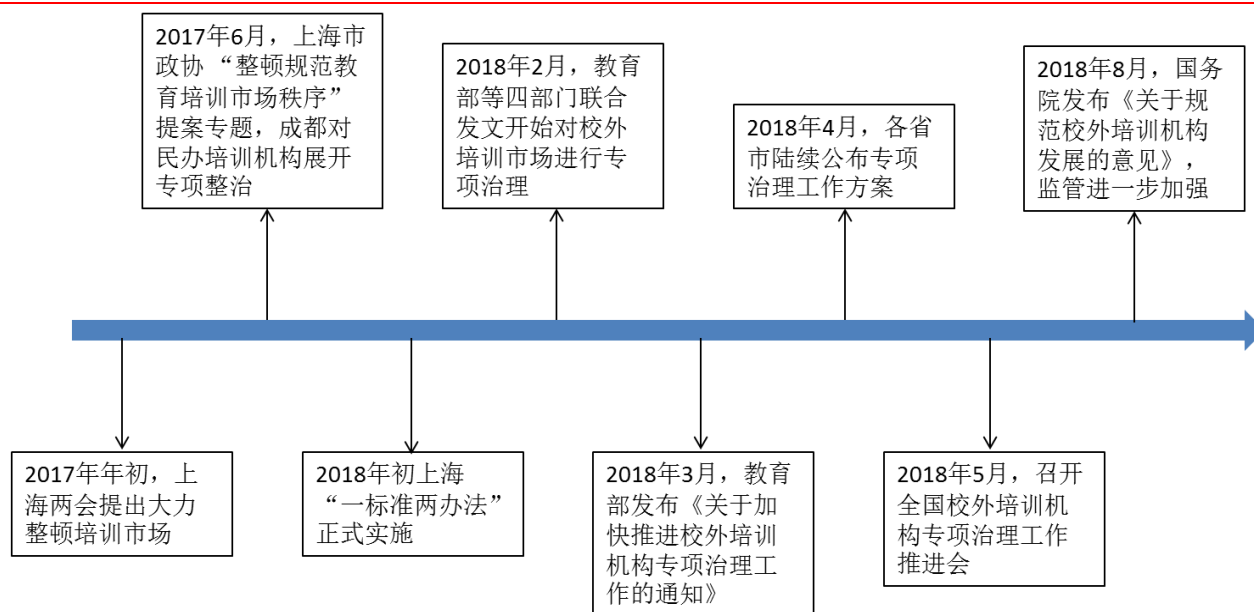 2017年6月，上海市
政协 “整顿规范教
育培训市场秩序”
提案专题，成都对
民办培训机构展开
专项整治
2018年2月，教育
部等四部门联合
发文开始对校外
培训市场进行专
项治理
2018年4月，各省
市陆续公布专项
治理工作方案
2018年8月，国务
院发布《关于规
范校外培训机构
发展的意见》，
监管进一步加强
2017年年初，上
海两会提出大力
整顿培训市场
2018年初上海
“一标准两办法”
正式实施
2018年3月，教育
部发布《关于加
快推进校外培训
机构专项治理工
作的通知》
2018年5月，召开
全国校外培训机
构专项治理工作
推进会